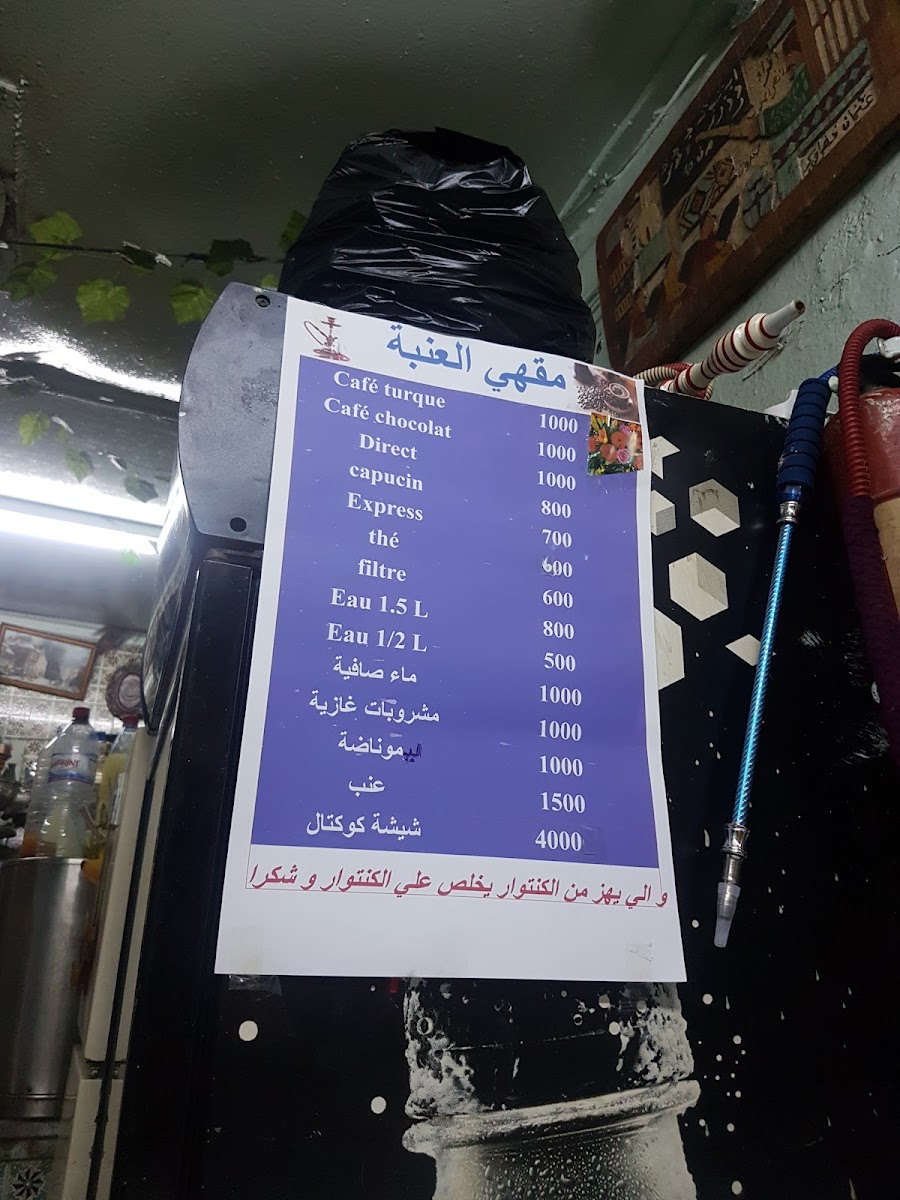 مقهي العنبة
Café turque 1000
Café chocolat 1000
Direct 1000
capucin 800
Express 700
thé 600
filtre 600
Eau 1.5 L 800
Eau 1/2 L 500
ماء صافية 1000
مشروبات غازية 1000
ليموناضة 1000
عنب 1500
شيشة كوكتال 4000
و الي يهز من الكنتوار يخلص علي الكنتوار و شكرا